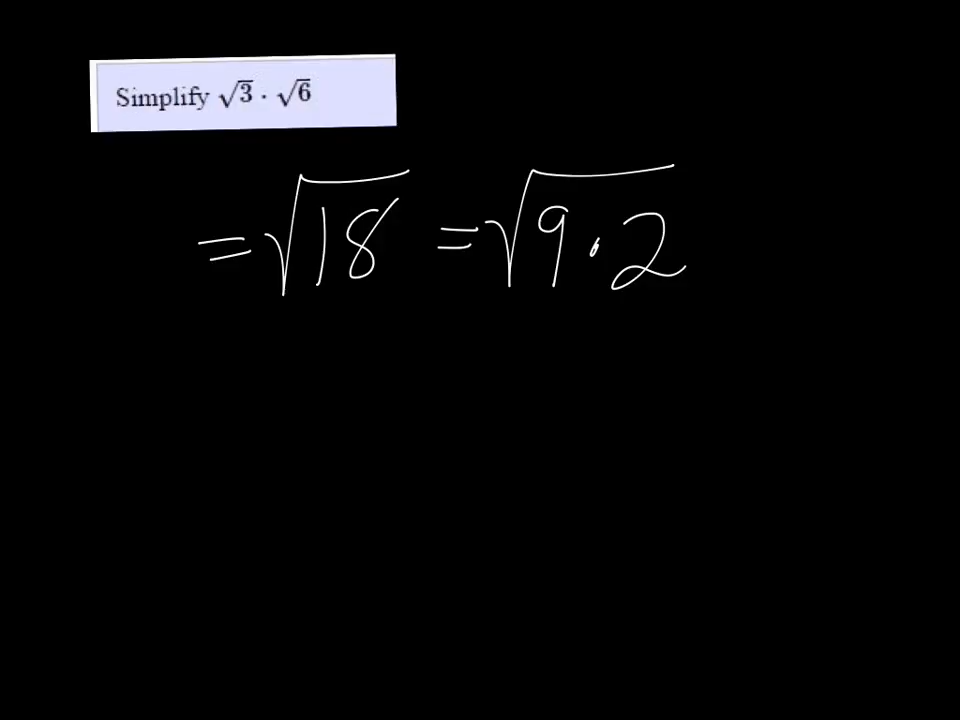 Simplify √3 · √6
= √18 = √9 · 2